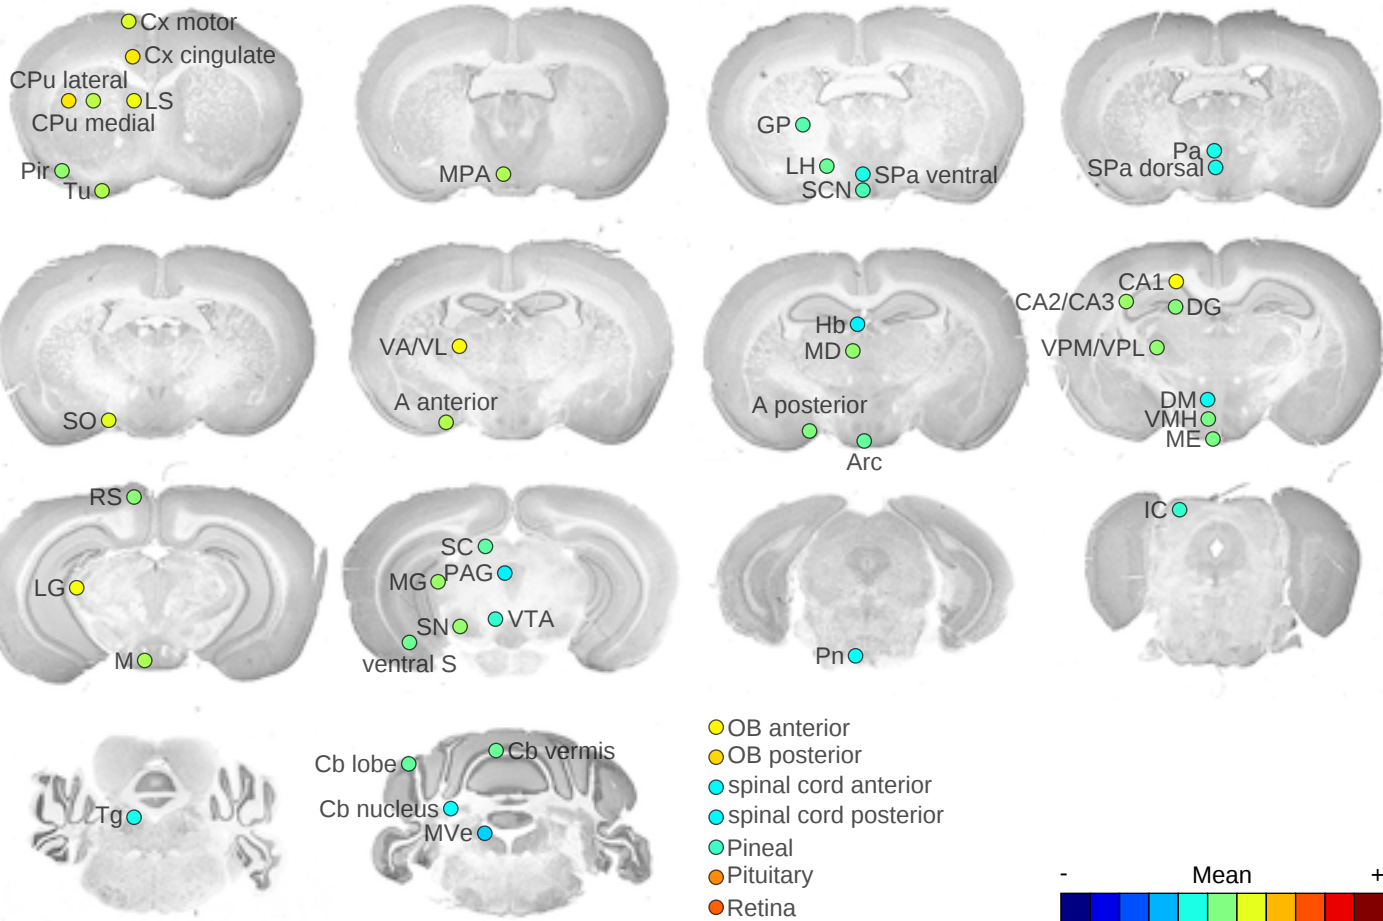 Cx motor
Cx cingulate
CPu lateral
LS
CPu medial
Pir
Tu
MPA
GP
LH
SPa ventral
SCN
Pa
SPa dorsal
SO
VA/VL
A anterior
Hb
MD
A posterior
Arc
CA1
CA2/CA3
DG
VPM/VPL
DM
VMH
ME
RS
LG
M
SC
MG
PAG
SN
VTA
ventral S
Pn
IC
Tg
Cb lobe
Cb vermis
Cb nucleus
MVe
OB anterior
OB posterior
spinal cord anterior
spinal cord posterior
Pineal
Pituitary
Retina
- Mean +